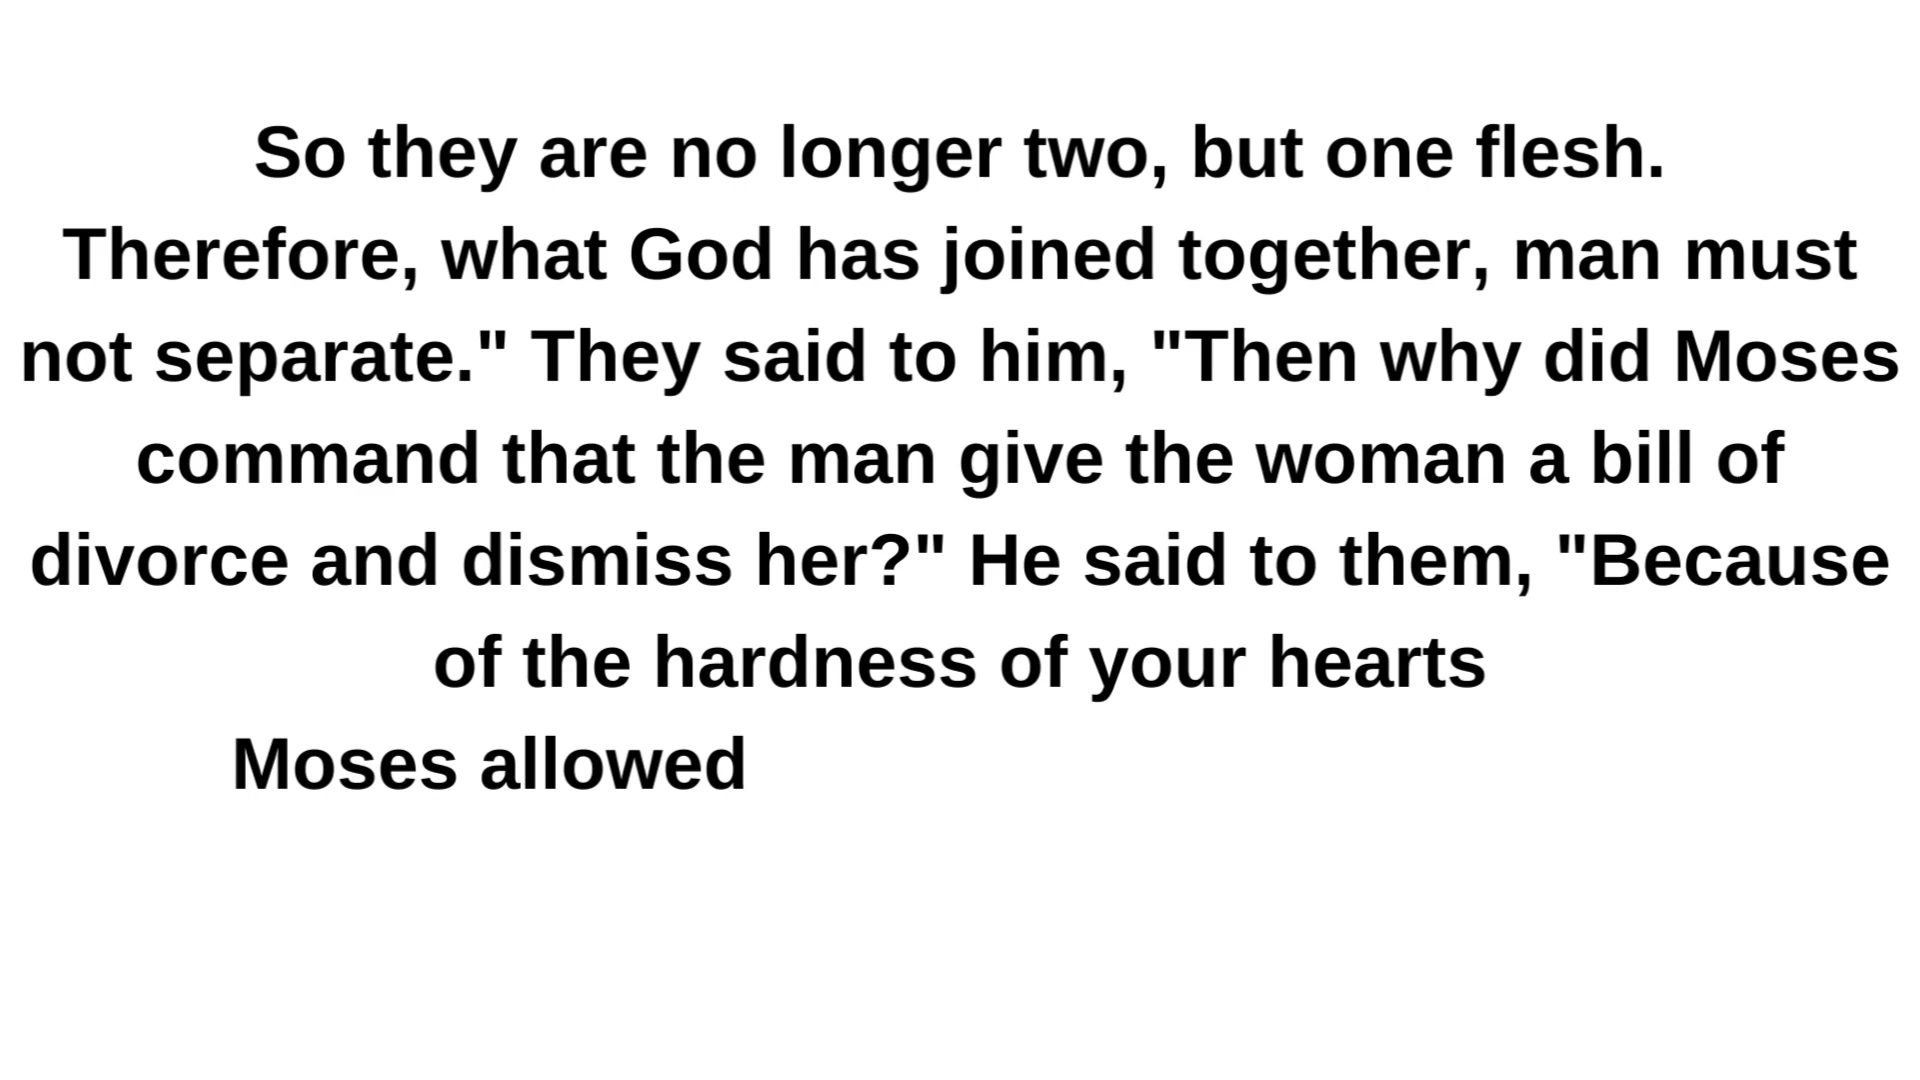 So they are no longer two, but one flesh.
Therefore, what God has joined together, man must
not separate." They said to him, "Then why did Moses
command that the man give the woman a bill of
divorce and dismiss her?" He said to them, "Because
of the hardness of your hearts
Moses allowed